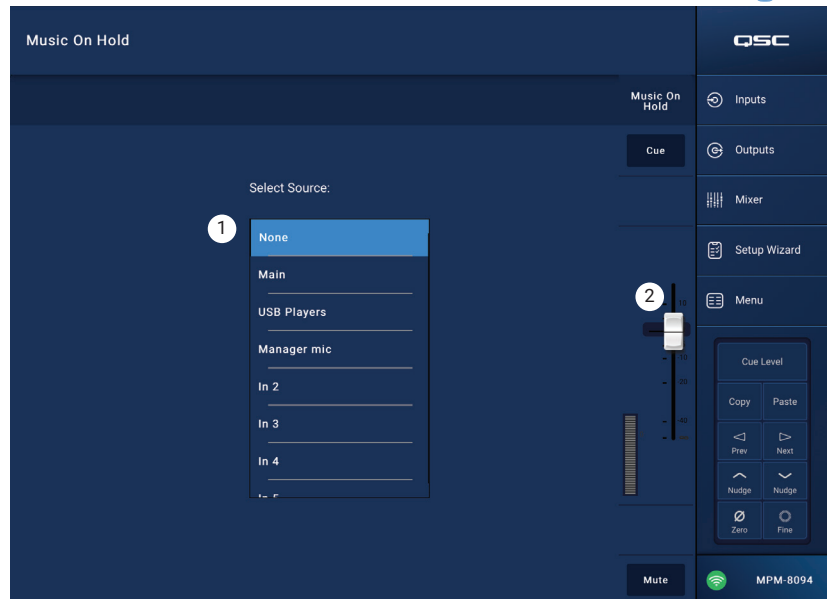 Music On Hold
QSC
Music On
Hold
Inputs
Cue
Outputs
Select Source:
Mixer
1
None
Setup Wizard
Main
2
10
Menu
USB Players
Manager mic
10
Cue Level
In 2
20
Copy
Paste
In 3
40
Prev
Next
In 4
Nudge
Nudge
Zero
Fine
Mute
MPM-8094